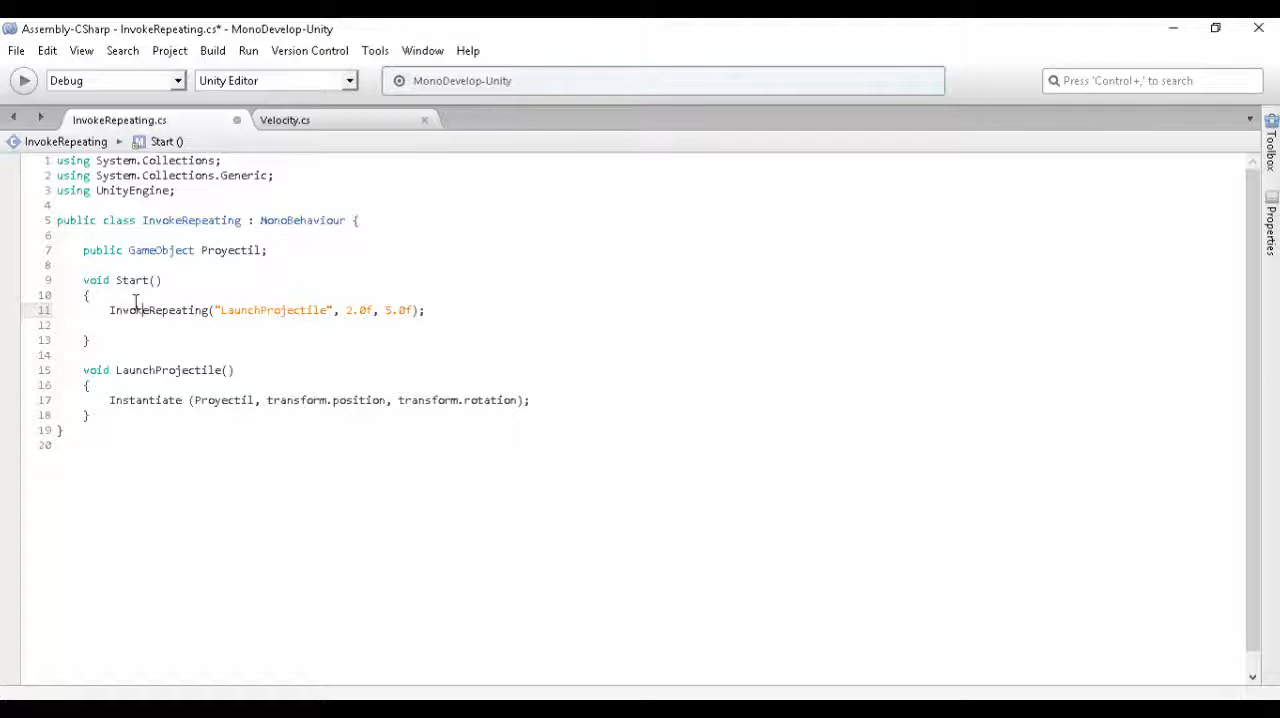 Assembly-CSharp - InvokeRepeating.cs* - MonoDevelop-Unity
File Edit View Search Project Build Run Version Control Tools Window Help
Debug Unity Editor MonoDevelop-Unity Press 'Control+,' to search
InvokeRepeating.cs Velocity.cs
InvokeRepeating Start ()
Toolbox
Properties
1 using System.Collections;
2 using System.Collections.Generic;
3 using UnityEngine;
4
5 public class InvokeRepeating : MonoBehaviour {
6
7 public GameObject Proyectil;
8
9 void Start()
10 {
11 InvokeRepeating("LaunchProjectile", 2.0f, 5.0f);
12
13 }
14
15 void LaunchProjectile()
16 {
17 Instantiate (Proyectil, transform.position, transform.rotation);
18 }
19 }
20